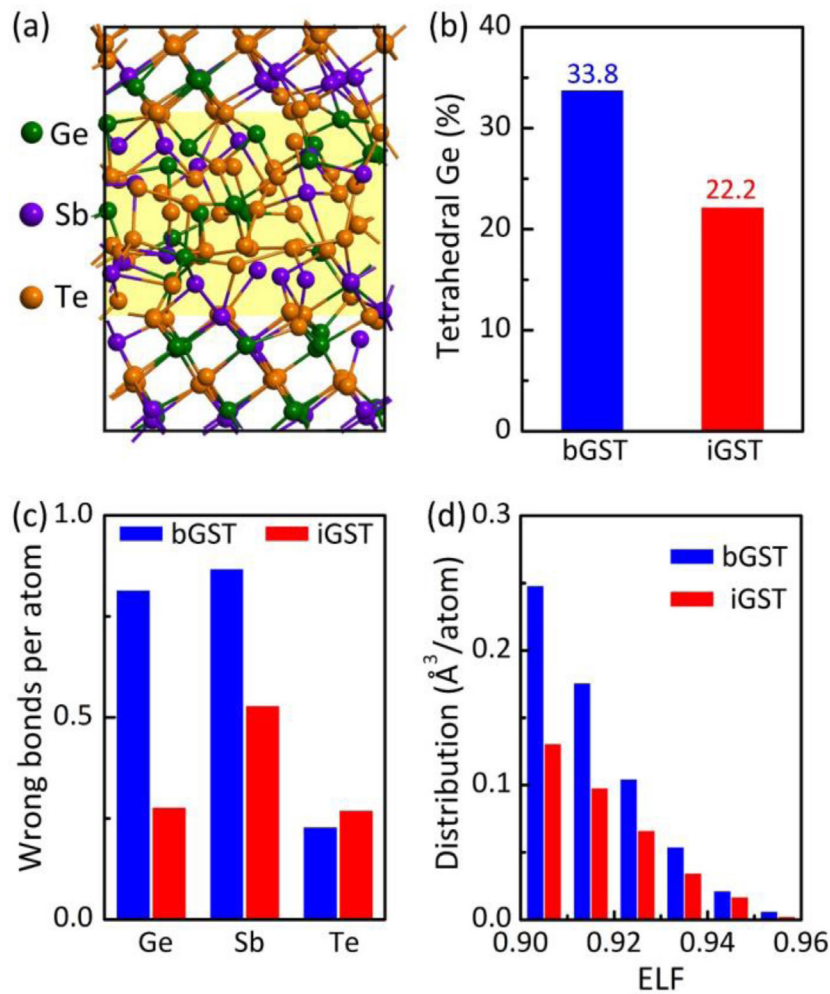 (a)
Ge
Sb
Te
(b)
Tetrahedral Ge (%)
40
30
20
10
0
33.8
22.2
bGST
iGST
(c)
Wrong bonds per atom
1.0
0.5
0.0
bGST
iGST
Ge
Sb
Te
(d)
Distribution (Å³/atom)
0.3
0.2
0.1
0.0
bGST
iGST
0.90
0.92
0.94
0.96
ELF